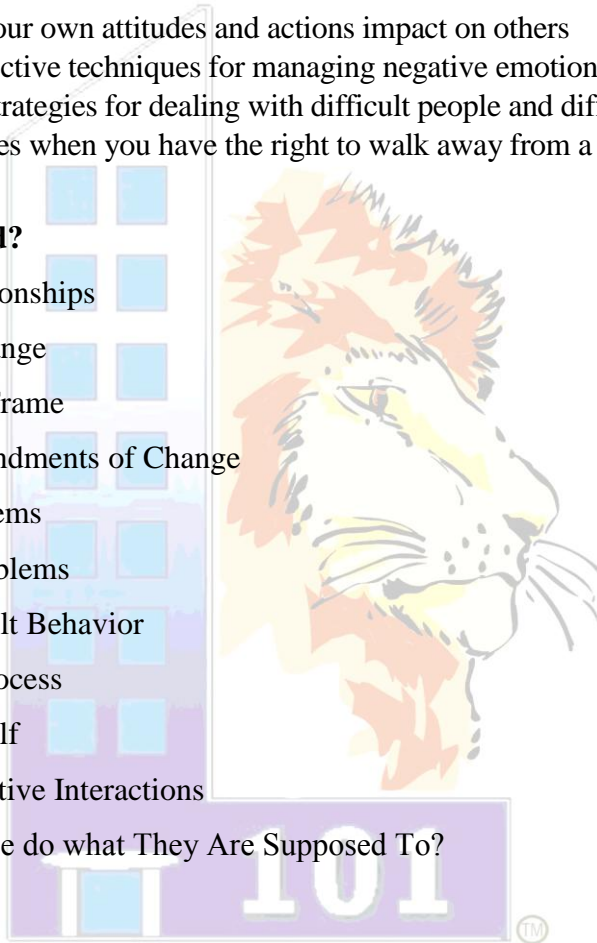 our own attitudes and actions impact on others
ctive techniques for managing negative emotion
rategies for dealing with difficult people and diff
es when you have the right to walk away from a
d?
onships
nge
rame
ndments of Change
ems
blems
lt Behavior
ocess
lf
tive Interactions
e do what They Are Supposed To?
101
TM